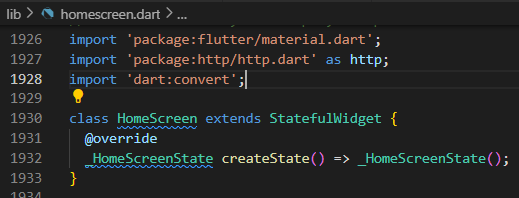 lib > homescreen.dart > ...
1926 import 'package:flutter/material.dart';
1927 import 'package:http/http.dart' as http;
1928 import 'dart:convert';
1929
1930 class HomeScreen extends StatefulWidget {
1931 @override
1932 _HomeScreenState createState() => _HomeScreenState();
1933 }
1934